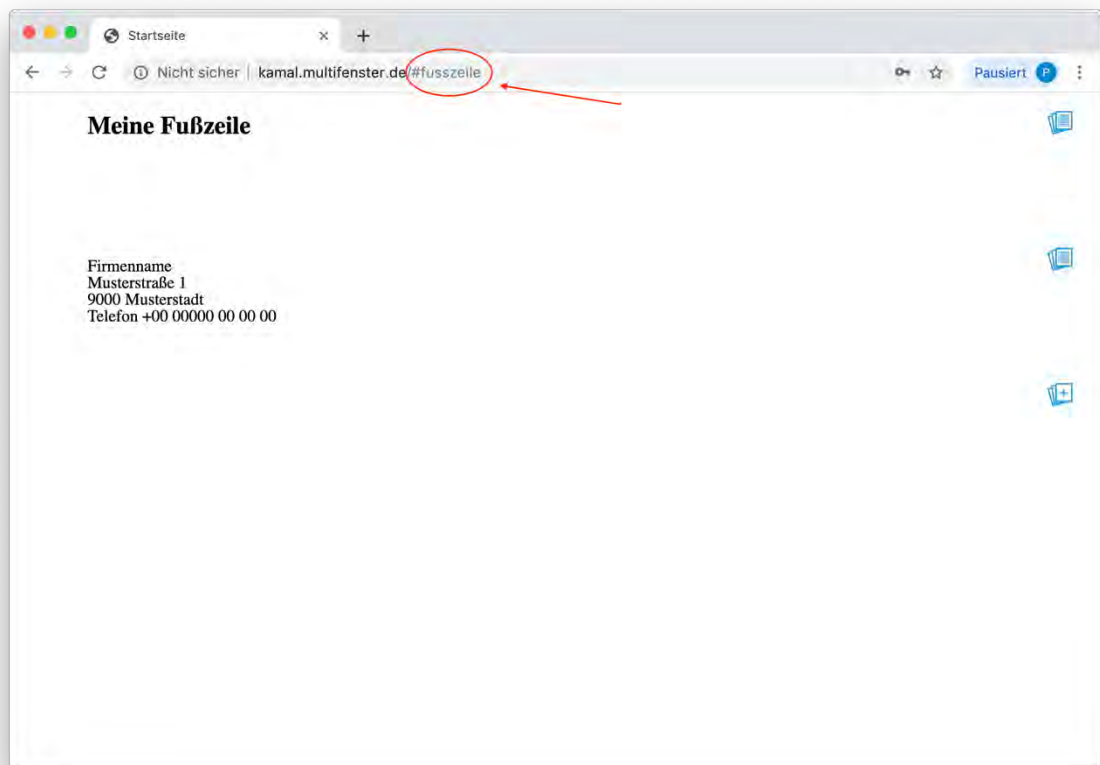 Startseite
Nicht sicher | kamal.multifenster.de/#fusszeile
Pausiert P
Meine Fußzeile
Firmenname
Musterstraße 1
9000 Musterstadt
Telefon +00 00000 00 00 00